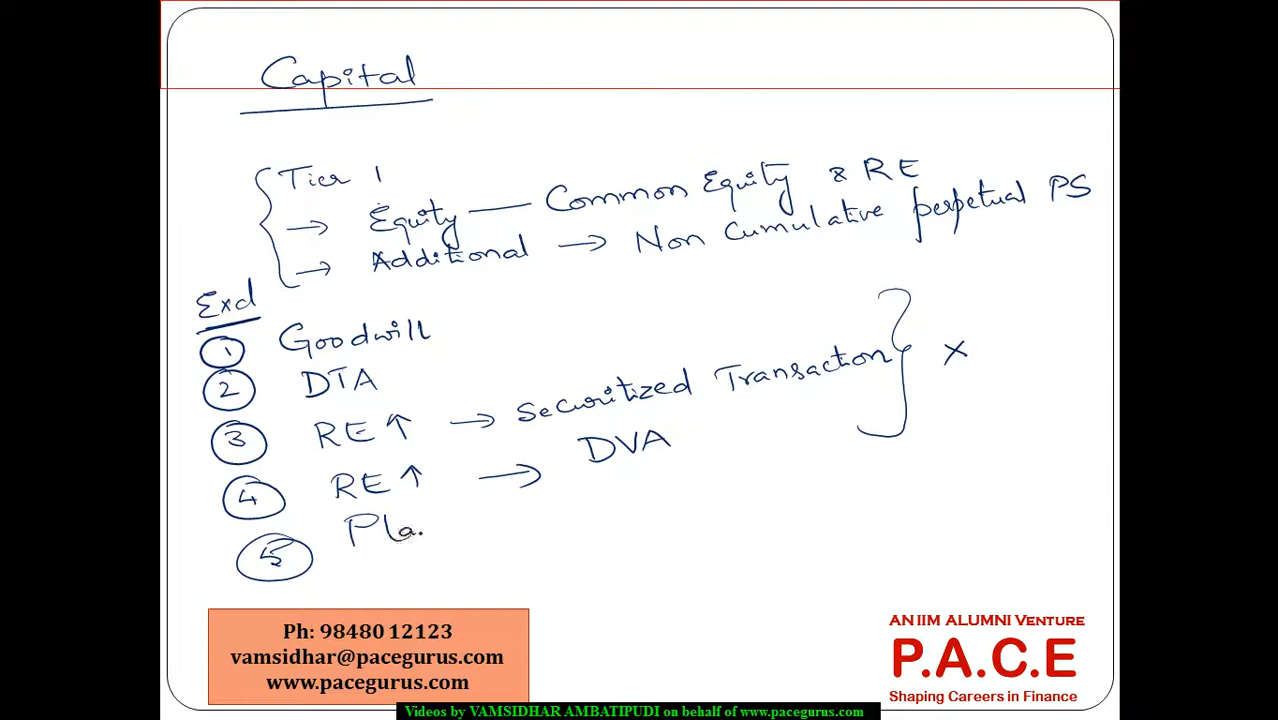 Capital
Tier 1
→ Equity — Common Equity & RE
→ Additional → Non Cumulative perpetual PS
Excl
1 Goodwill
2 DTA
3 RE ↑ → Securitized Transaction } ×
4 RE ↑ → DVA
5 Pla.
Ph: 98480 12123
vamsidhar@pacegurus.com
www.pacegurus.com
AN IIM ALUMNI VENTURE
P.A.C.E
Shaping Careers in Finance
Videos by VAMSIDHAR AMBATIPUDI on behalf of www.pacegurus.com